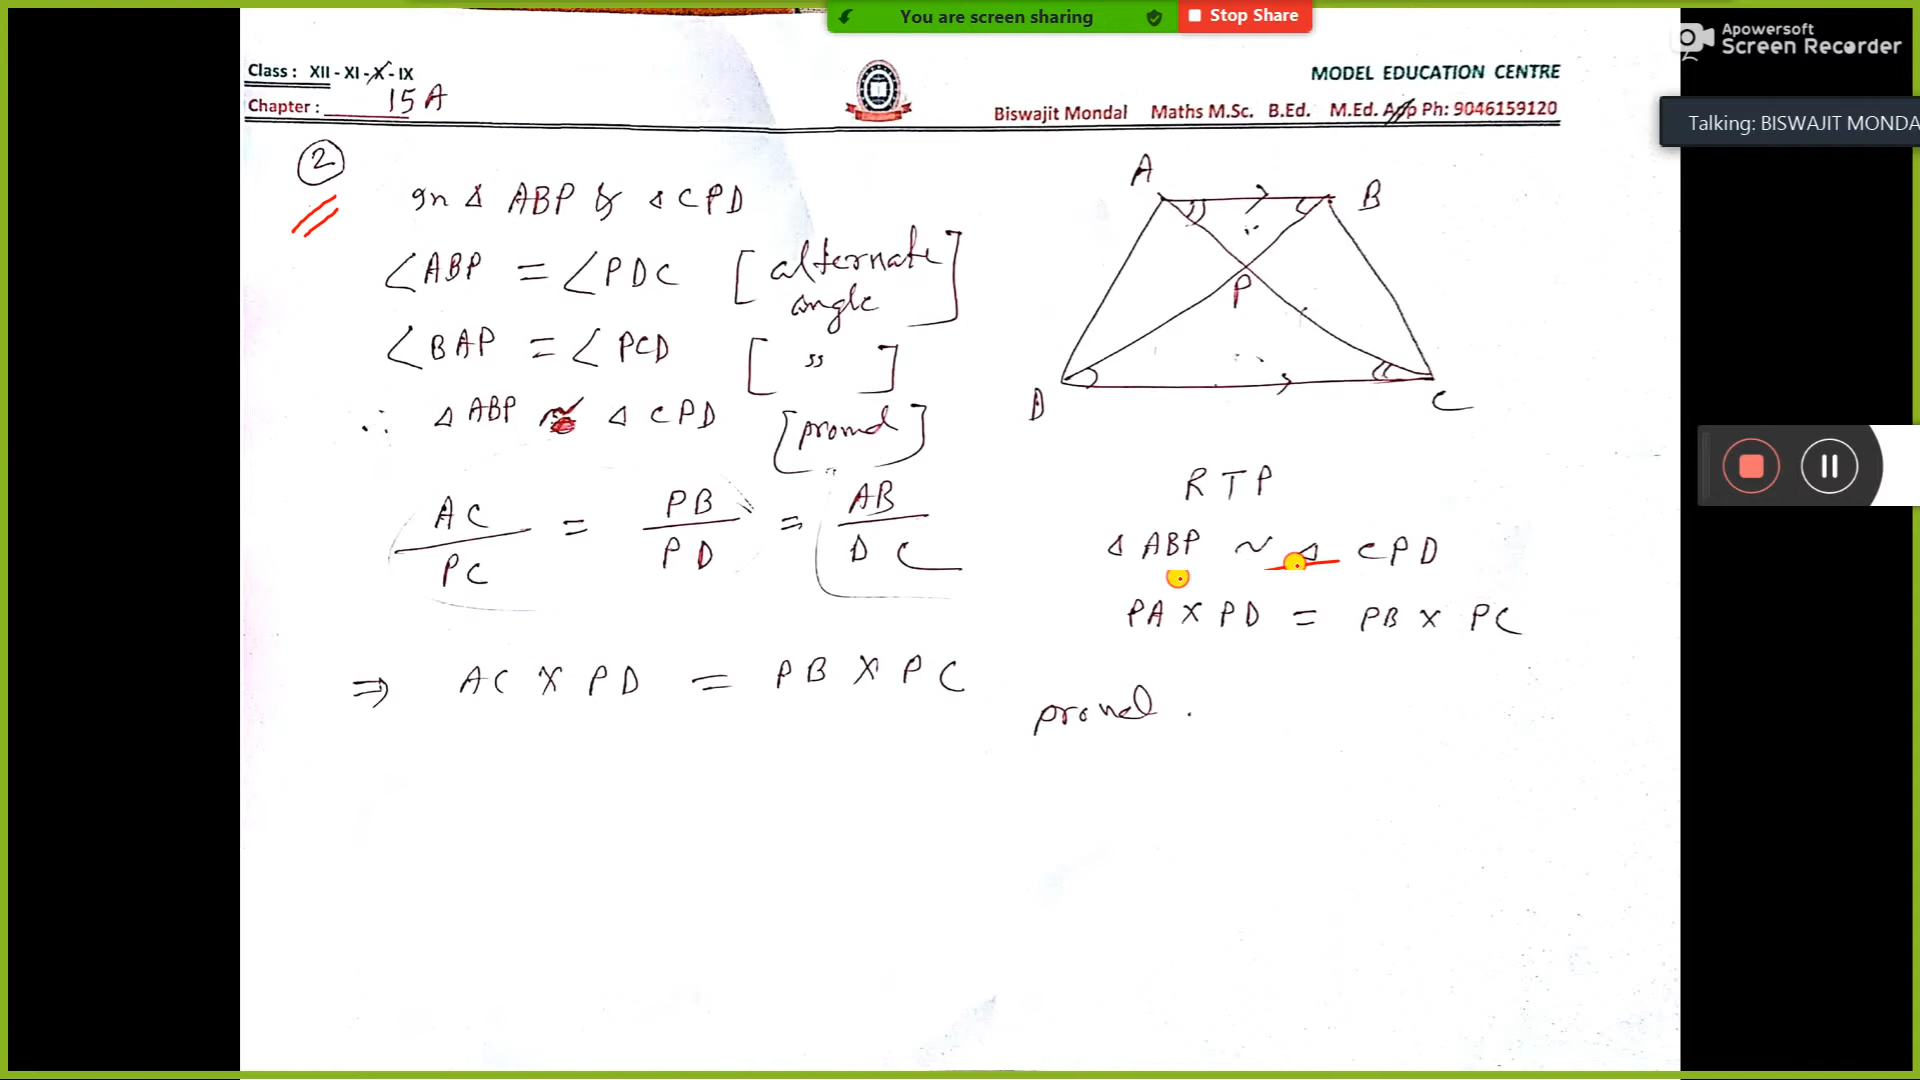 You are screen sharing
Stop Share
Apowersoft
Screen Recorder
Talking: BISWAJIT MONDA
Class : XII - XI - X - IX
Chapter : 15 A
MODEL EDUCATION CENTRE
Biswajit Mondal Maths M.Sc. B.Ed. M.Ed. App Ph: 9046159120
2
In Δ ABP & Δ CPD
∠ABP = ∠PDC [alternate
angle]
∠BAP = ∠PCD [ ,, ]
∴ Δ ABP ~ Δ CPD [proved]
AC/PC = PB/PD = AB/DC
⇒ AC × PD = PB × PC
proved .
A
B
P
D
C
RTP
Δ ABP ~ Δ CPD
PA × PD = PB × PC